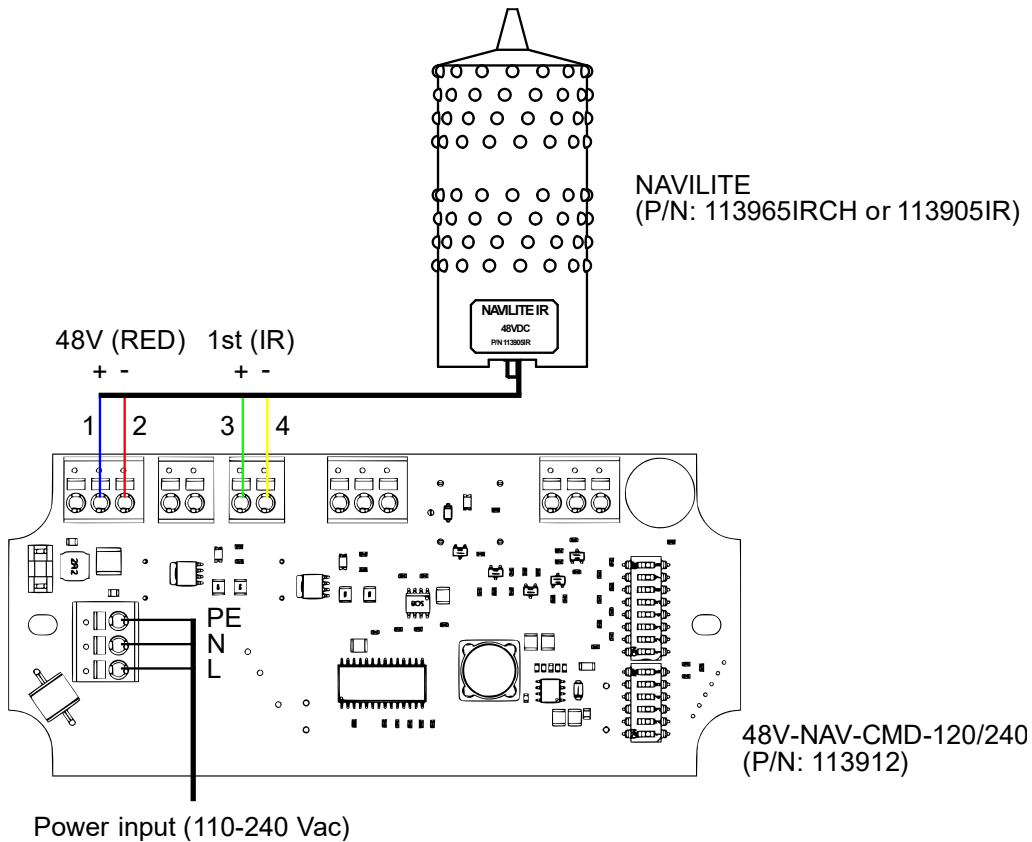 NAVILITE
(P/N: 113965IRCH or 113905IR)
NAVILITE IR
48VDC
P/N 113905IR
48V (RED) 1st (IR)
+ - + -
1 2 3 4
2R2
PE
N
L
48V-NAV-CMD-120/240
(P/N: 113912)
Power input (110-240 Vac)